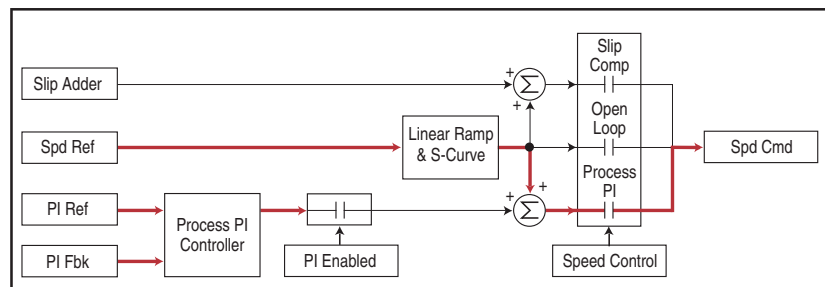 Slip Adder
+
Σ
+
Slip
Comp
Open
Loop
Process
PI
Spd Ref
Linear Ramp
& S-Curve
Spd Cmd
PI Ref
PI Fbk
Process PI
Controller
+
+
Σ
PI Enabled
Speed Control